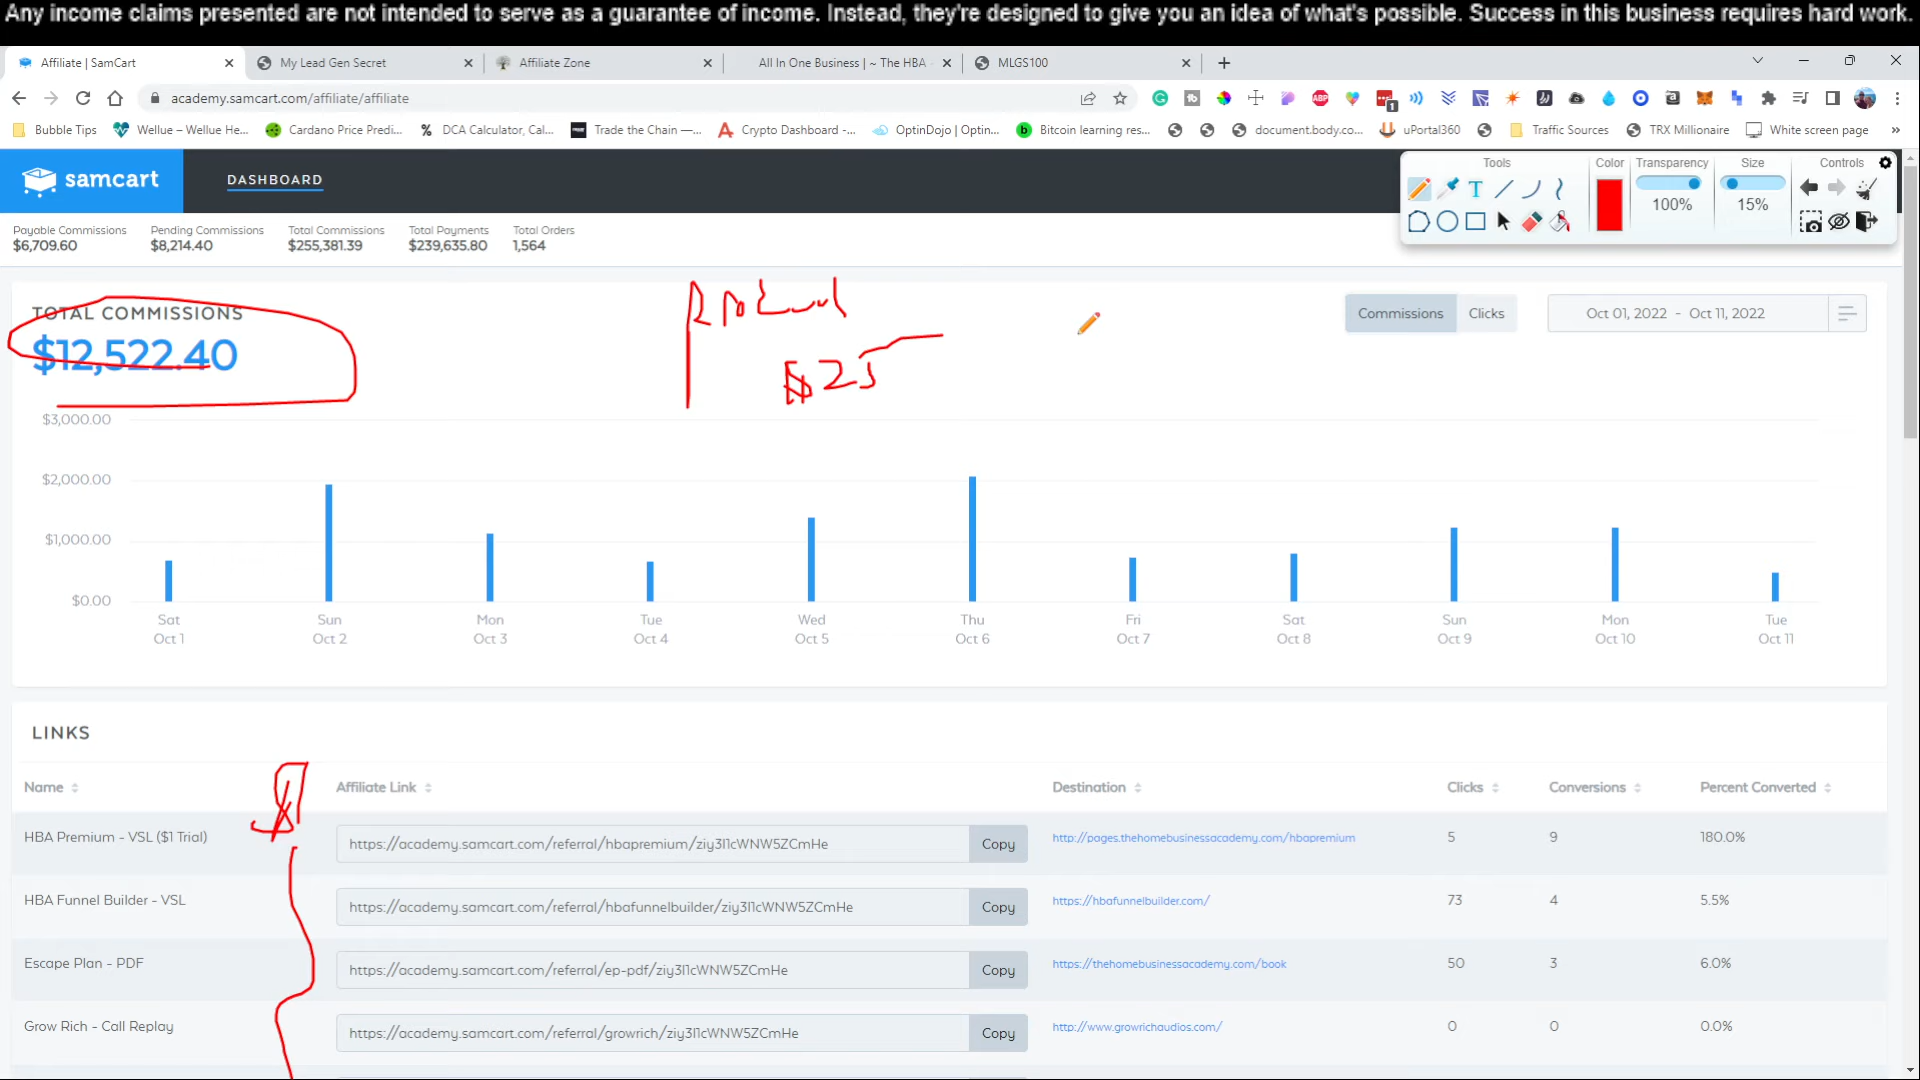 Any income claims presented are not intended to serve as a guarantee of income. Instead, they're designed to give you an idea of what's possible. Success in this business requires hard work.
Affiliate | SamCart
My Lead Gen Secret
Affiliate Zone
All In One Business | ~ The HBA
MLGS100
academy.samcart.com/affiliate/affiliate
Bubble Tips
Wellue – Wellue He...
Cardano Price Predi...
DCA Calculator, Cal...
Trade the Chain —...
Crypto Dashboard -...
OptinDojo | Optin...
Bitcoin learning res...
document.body.co...
uPortal360
Traffic Sources
TRX Millionaire
White screen page
samcart
DASHBOARD
Tools
Color
Transparency
Size
Controls
100%
15%
Payable Commissions
$6,709.60
Pending Commissions
$8,214.40
Total Commissions
$255,381.39
Total Payments
$239,635.80
Total Orders
1,564
TOTAL COMMISSIONS
$12,522.40
$25
Commissions
Clicks
Oct 01, 2022 - Oct 11, 2022
$3,000.00
$2,000.00
$1,000.00
$0.00
Sat
Oct 1
Sun
Oct 2
Mon
Oct 3
Tue
Oct 4
Wed
Oct 5
Thu
Oct 6
Fri
Oct 7
Sat
Oct 8
Sun
Oct 9
Mon
Oct 10
Tue
Oct 11
LINKS
Name
Affiliate Link
Destination
Clicks
Conversions
Percent Converted
HBA Premium - VSL ($1 Trial)
https://academy.samcart.com/referral/hbapremium/ziy3I1cWNW5ZCmHe
Copy
http://pages.thehomebusinessacademy.com/hbapremium
5
9
180.0%
HBA Funnel Builder - VSL
https://academy.samcart.com/referral/hbafunnelbuilder/ziy3I1cWNW5ZCmHe
Copy
https://hbafunnelbuilder.com/
73
4
5.5%
Escape Plan - PDF
https://academy.samcart.com/referral/ep-pdf/ziy3I1cWNW5ZCmHe
Copy
https://thehomebusinessacademy.com/book
50
3
6.0%
Grow Rich - Call Replay
https://academy.samcart.com/referral/growrich/ziy3I1cWNW5ZCmHe
Copy
http://www.growrichaudios.com/
0
0
0.0%